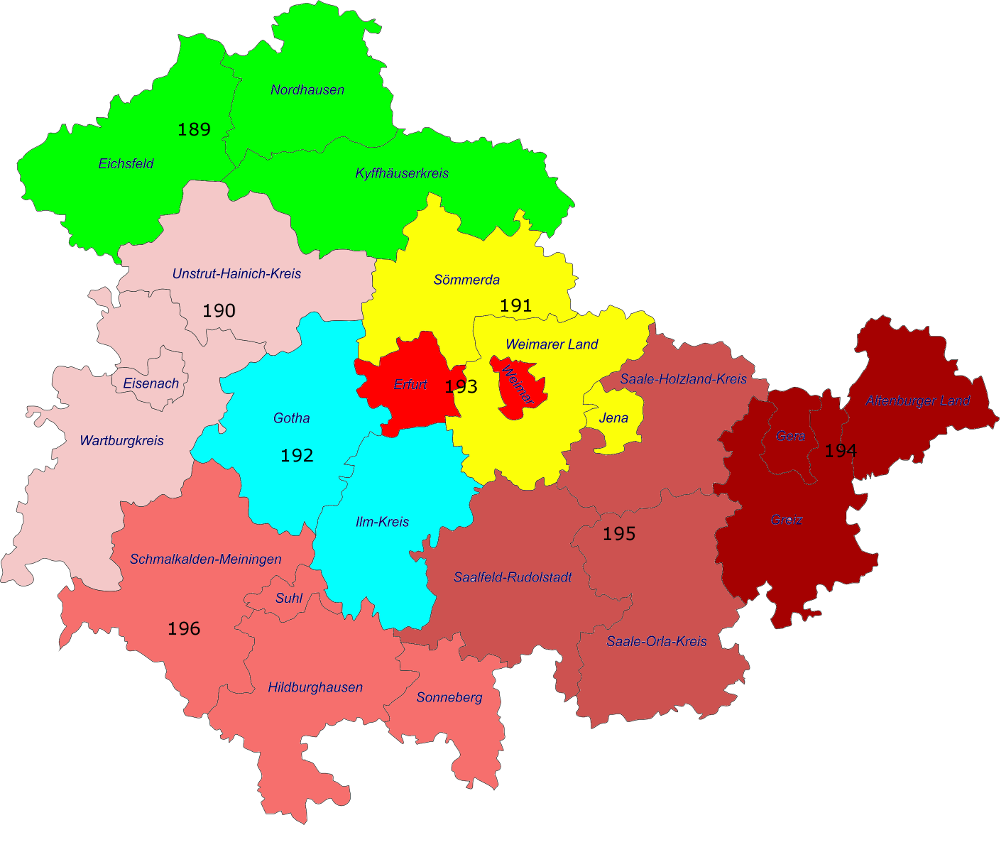 Nordhausen
189
Eichsfeld
Kyffhäuserkreis
Unstrut-Hainich-Kreis
Sömmerda
190
191
Weimarer Land
Eisenach
Erfurt
193
Weimar
Saale-Holzland-Kreis
Altenburger Land
Gotha
Jena
Wartburgkreis
Gera
192
194
Ilm-Kreis
Greiz
195
Schmalkalden-Meiningen
Saalfeld-Rudolstadt
Suhl
196
Saale-Orla-Kreis
Hildburghausen
Sonneberg